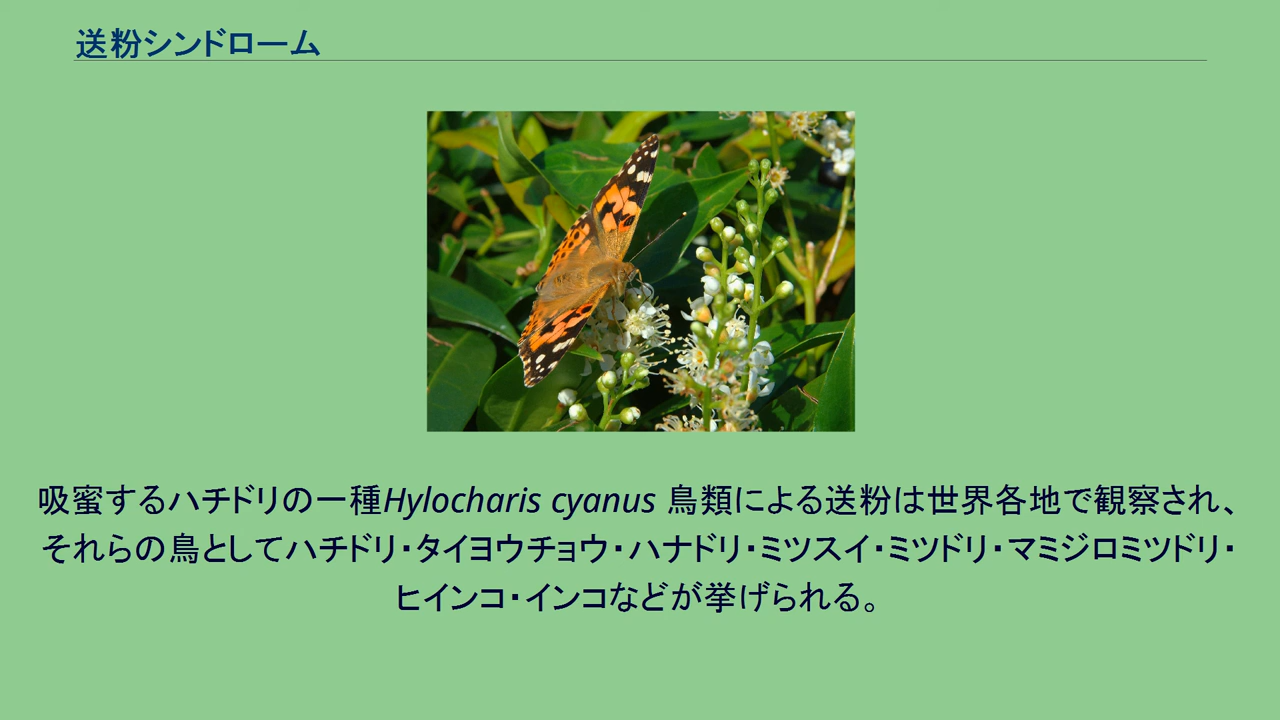 送粉シンドローム
吸蜜するハチドリの一種Hylocharis cyanus 鳥類による送粉は世界各地で観察され、
それらの鳥としてハチドリ・タイヨウチョウ・ハナドリ・ミツスイ・ミツドリ・マミジロミツドリ・
ヒインコ・インコなどが挙げられる。